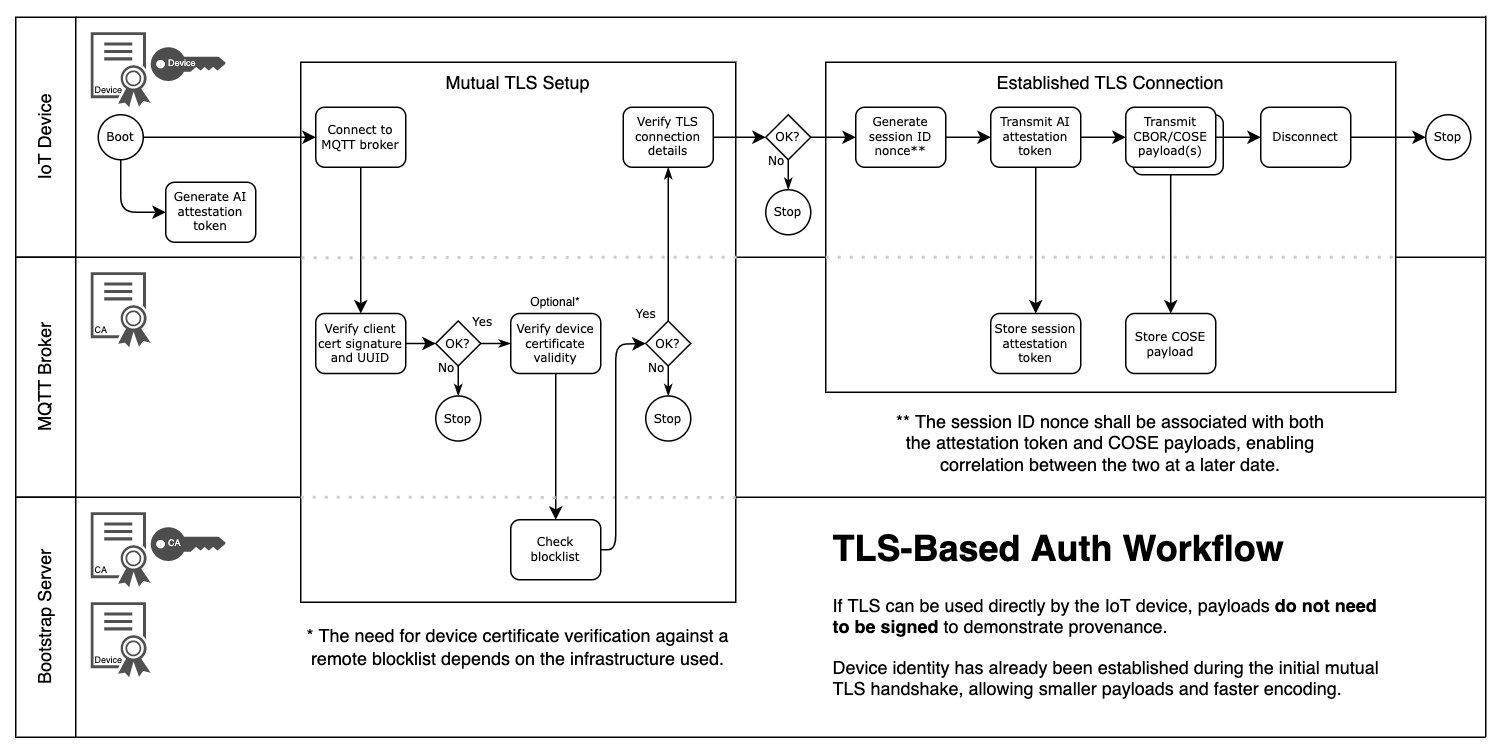 IoT Device
Device
Device
Boot
Generate AI
attestation
token
Mutual TLS Setup
Connect to
MQTT broker
Verify TLS
connection
details
OK?
No
Stop
Established TLS Connection
Generate
session ID
nonce**
Transmit AI
attestation
token
Transmit
CBOR/COSE
payload(s)
Disconnect
Stop
MQTT Broker
CA
Verify client
cert signature
and UUID
OK?
Yes
No
Stop
Optional*
Verify device
certificate
validity
Yes
OK?
No
Stop
Store session
attestation
token
Store COSE
payload
** The session ID nonce shall be associated with both
the attestation token and COSE payloads, enabling
correlation between the two at a later date.
Bootstrap Server
CA
CA
Device
Check
blocklist
* The need for device certificate verification against a
remote blocklist depends on the infrastructure used.
TLS-Based Auth Workflow
If TLS can be used directly by the IoT device, payloads do not need
to be signed to demonstrate provenance.
Device identity has already been established during the initial mutual
TLS handshake, allowing smaller payloads and faster encoding.